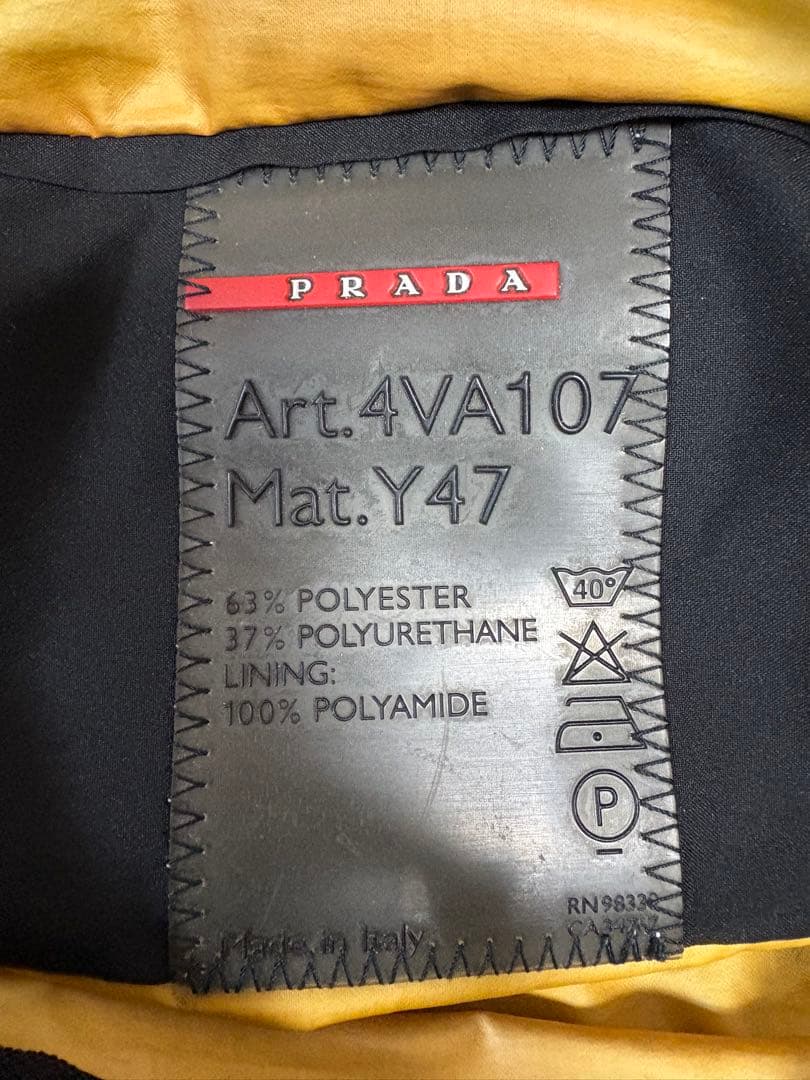 PRADA
Art.4VA107
Mat.Y47
63% POLYESTER
37% POLYURETHANE
LINING:
100% POLYAMIDE
40°
P
Made in Italy